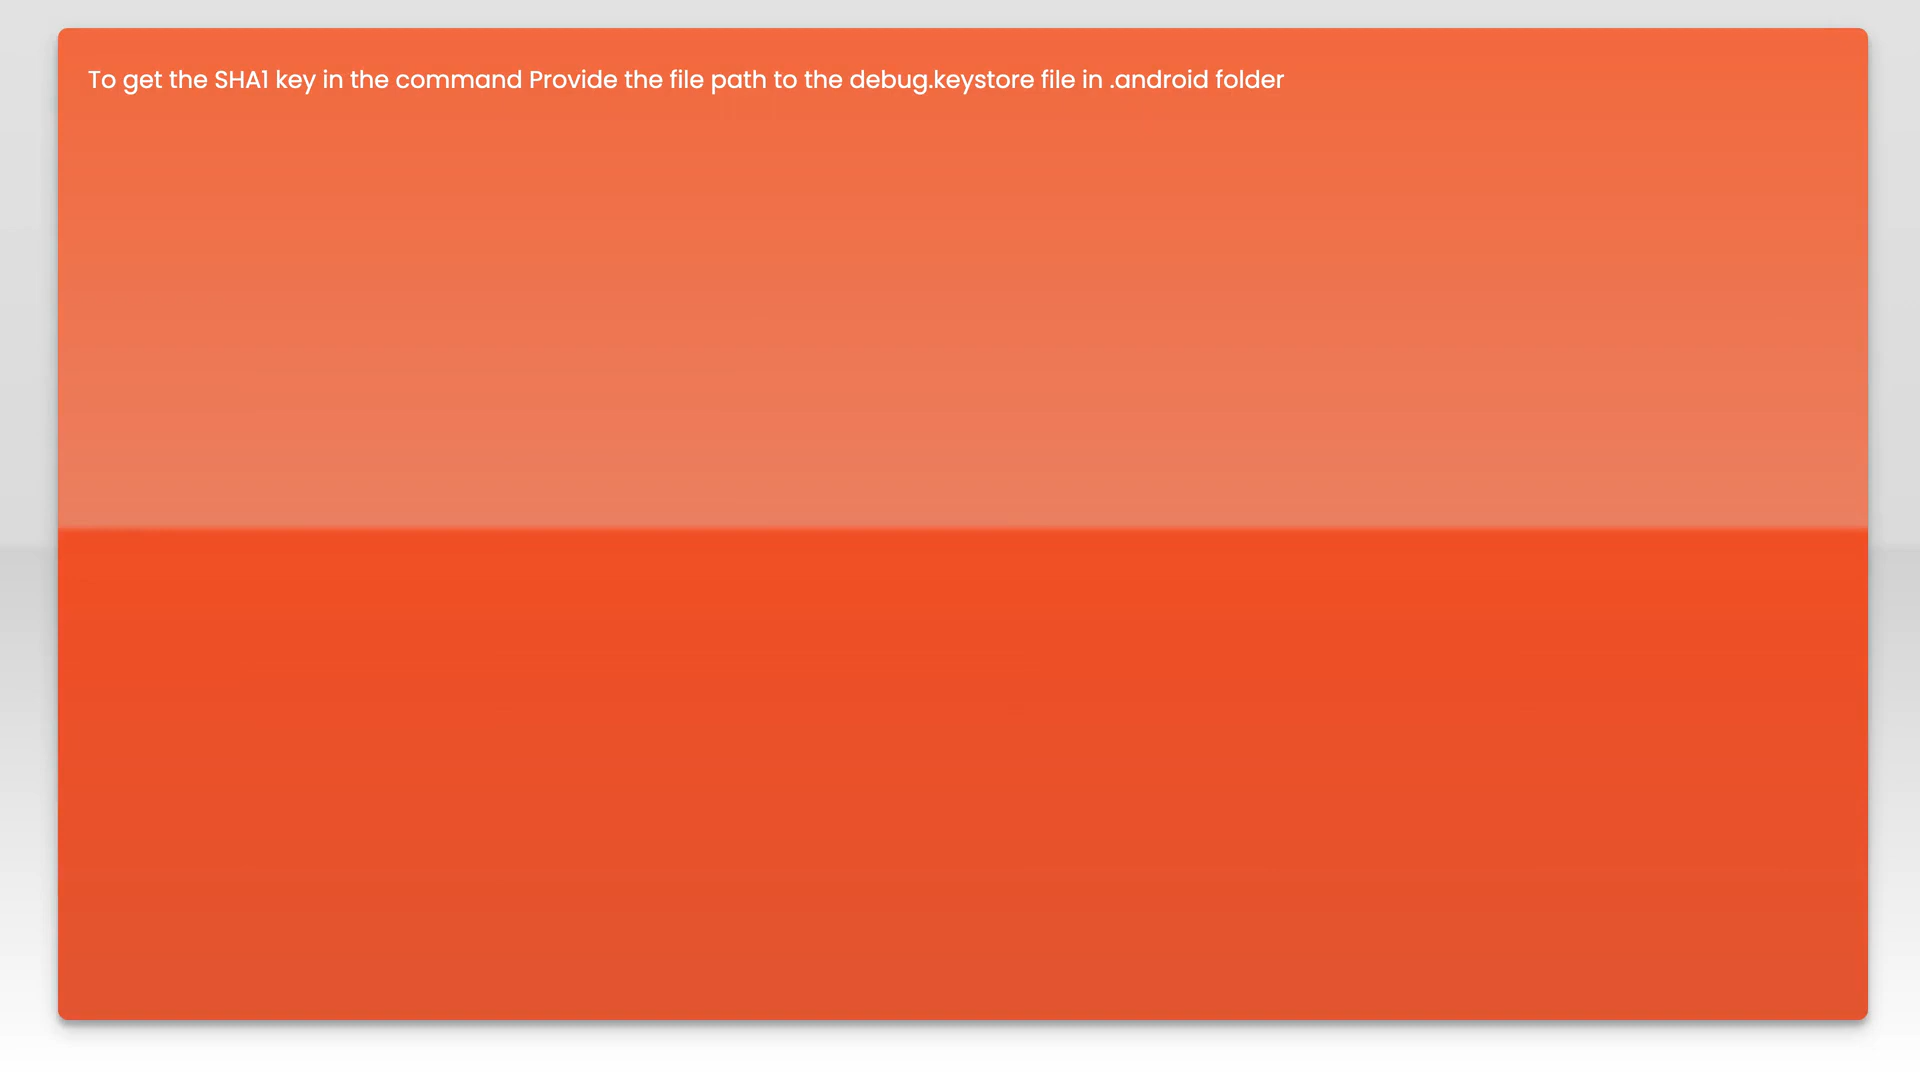 To get the SHA1 key in the command Provide the file path to the debug.keystore file in .android folder